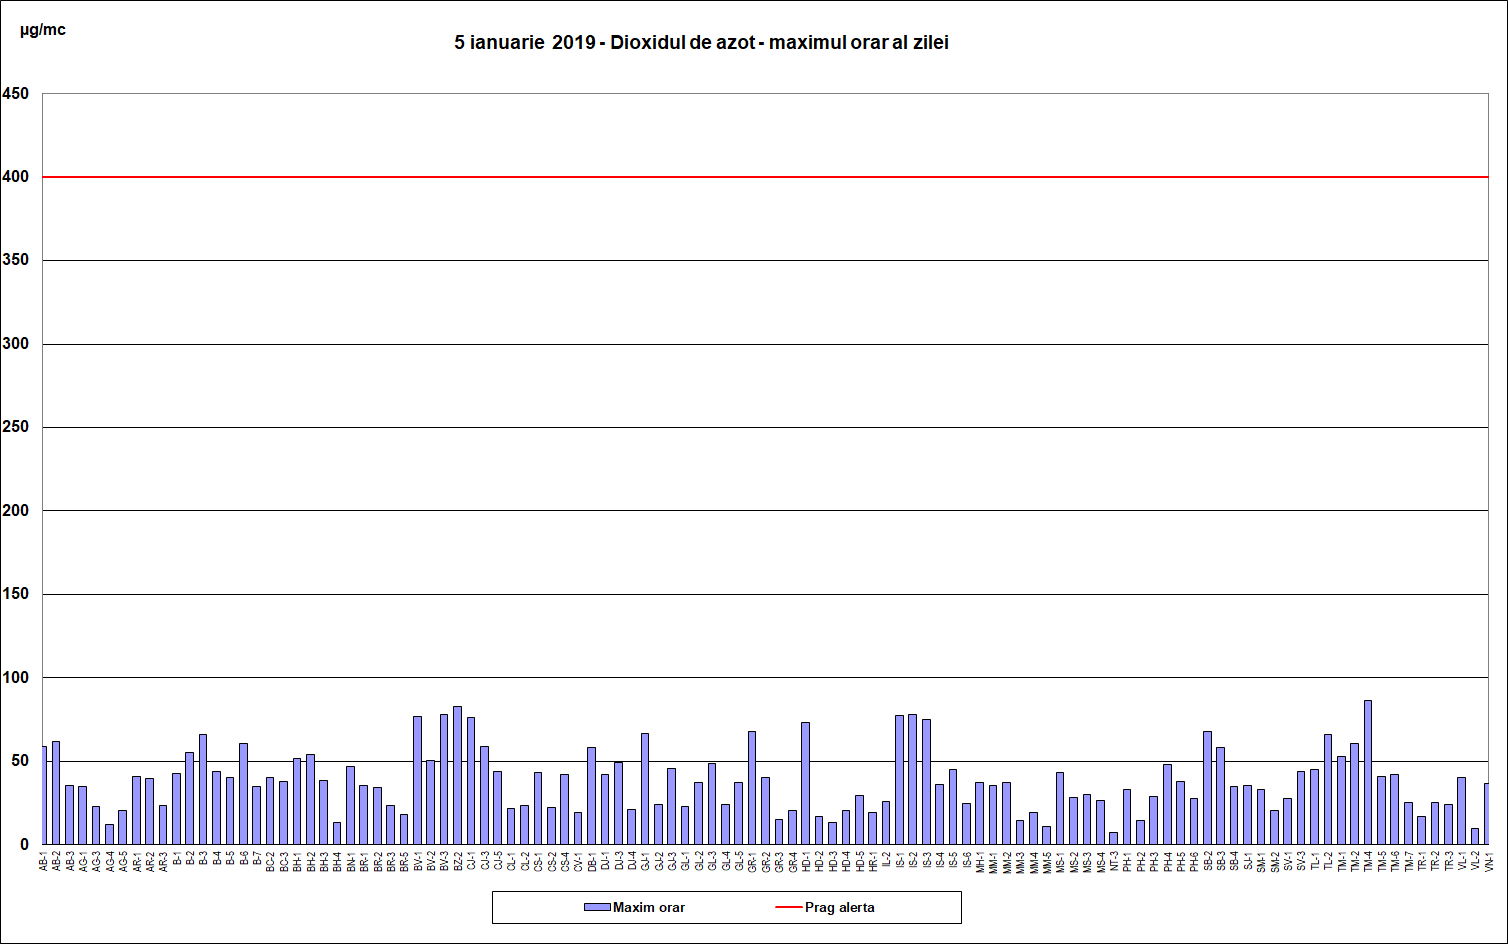 µg/mc
5 ianuarie 2019 - Dioxidul de azot - maximul orar al zilei
450
400
350
300
250
200
150
100
50
0
AB-1
AB-2
AB-3
AG-1
AG-3
AG-4
AG-5
AR-1
AR-2
AR-3
B-1
B-2
B-3
B-4
B-5
B-6
B-7
BC-2
BC-3
BH-1
BH-2
BH-3
BH-4
BN-1
BR-1
BR-2
BR-3
BR-5
BV-1
BV-2
BV-3
BZ-2
CJ-1
CJ-3
CJ-5
CL-1
CL-2
CS-1
CS-2
CS-4
CV-1
DB-1
DJ-1
DJ-3
DJ-4
GJ-1
GJ-2
GJ-3
GL-1
GL-2
GL-3
GL-4
GL-5
GR-1
GR-2
GR-3
GR-4
HD-1
HD-2
HD-3
HD-4
HD-5
HR-1
IL-2
IS-1
IS-2
IS-3
IS-4
IS-5
IS-6
MH-1
MM-1
MM-2
MM-3
MM-4
MM-5
MS-1
MS-2
MS-3
MS-4
NT-3
PH-1
PH-2
PH-3
PH-4
PH-5
PH-6
SB-2
SB-3
SB-4
SJ-1
SM-1
SM-2
SV-1
SV-3
TL-1
TL-2
TM-1
TM-2
TM-4
TM-5
TM-6
TM-7
TR-1
TR-2
TR-3
VL-1
VL-2
VN-1
Maxim orar
Prag alerta